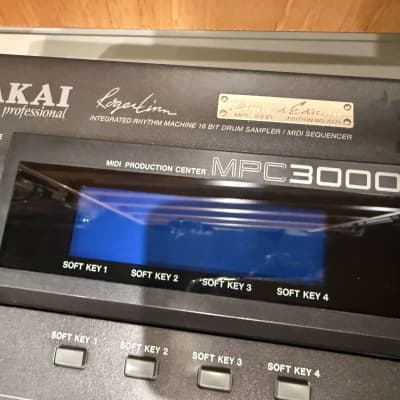 AKAI
professional
Roger Linn
INTEGRATED RHYTHM MACHINE 16 BIT DRUM SAMPLER / MIDI SEQUENCER
MIDI PRODUCTION CENTER MPC3000
SOFT KEY 1 SOFT KEY 2 SOFT KEY 3 SOFT KEY 4
SOFT KEY 1 SOFT KEY 2 SOFT KEY 3 SOFT KEY 4